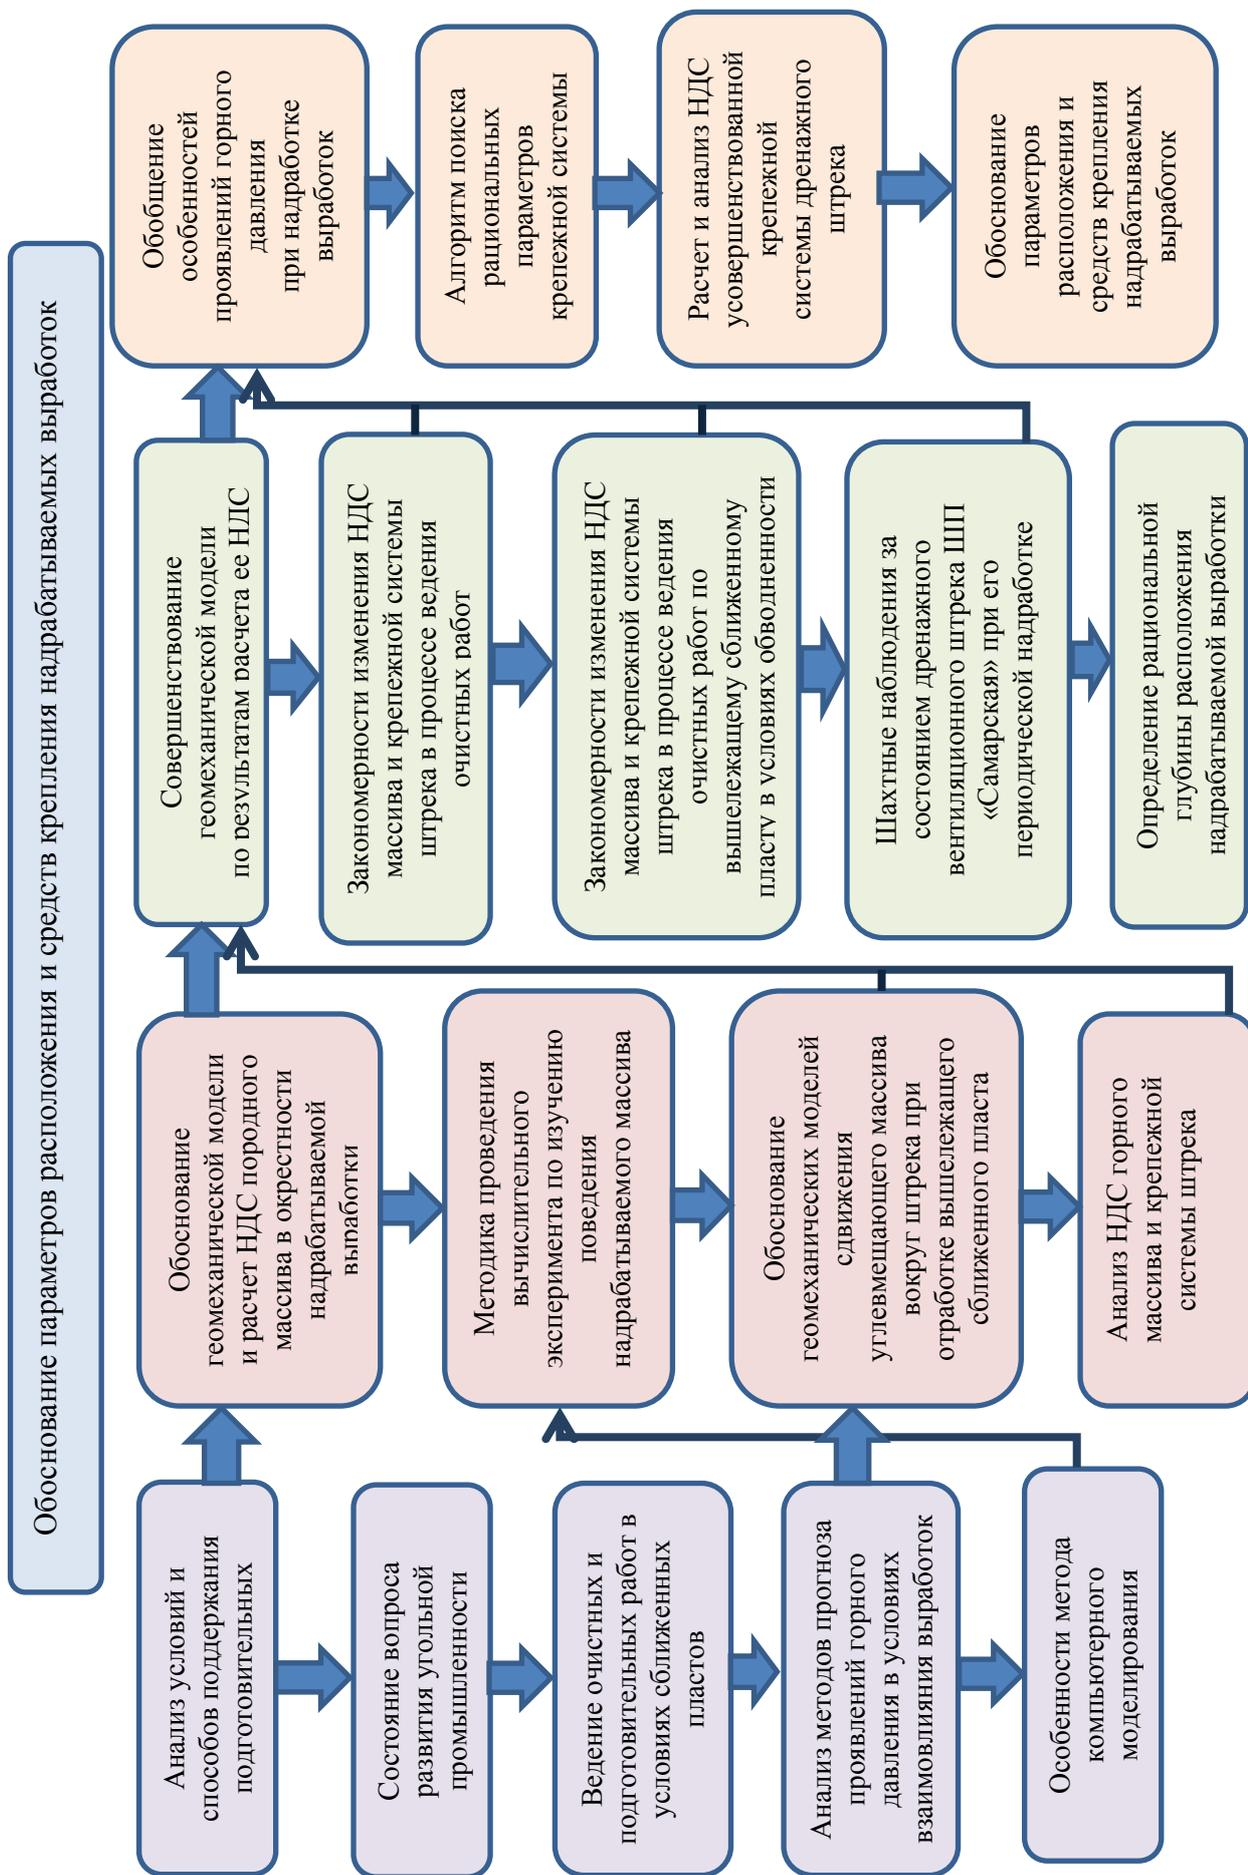 Обоснование параметров расположения и средств крепления надрабатываемых выработок
Анализ условий и
способов поддержания
подготовительных
Состояние вопроса
развития угольной
промышленности
Ведение очистных и
подготовительных работ в
условиях сближенных
пластов
Анализ методов прогноза
проявлений горного
давления в условиях
взаимовлияния выработок
Особенности метода
компьютерного
моделирования
Обоснование
геомеханической модели
и расчет НДС породного
массива в окрестности
надрабатываемой
выработки
Методика проведения
вычислительного
эксперимента по изучению
поведения
надрабатываемого массива
Обоснование
геомеханических моделей
сдвижения
углевмещающего массива
вокруг штрека при
отработке вышележащего
сближенного пласта
Анализ НДС горного
массива и крепежной
системы штрека
Совершенствование
геомеханической модели
по результатам расчета ее НДС
Закономерности изменения НДС
массива и крепежной системы
штрека в процессе ведения
очистных работ
Закономерности изменения НДС
массива и крепежной системы
штрека в процессе ведения
очистных работ по
вышележащему сближенному
пласту в условиях обводненности
Шахтные наблюдения за
состоянием дренажного
вентиляционного штрека ШП
«Самарская» при его
периодической надработке
Определение рациональной
глубины расположения
надрабатываемой выработки
Обобщение
особенностей
проявлений горного
давления
при надработке
выработок
Алгоритм поиска
рациональных
параметров
крепежной системы
Расчет и анализ НДС
усовершенствованной
крепежной
системы дренажного
штрека
Обоснование
параметров
расположения и
средств крепления
надрабатываемых
выработок